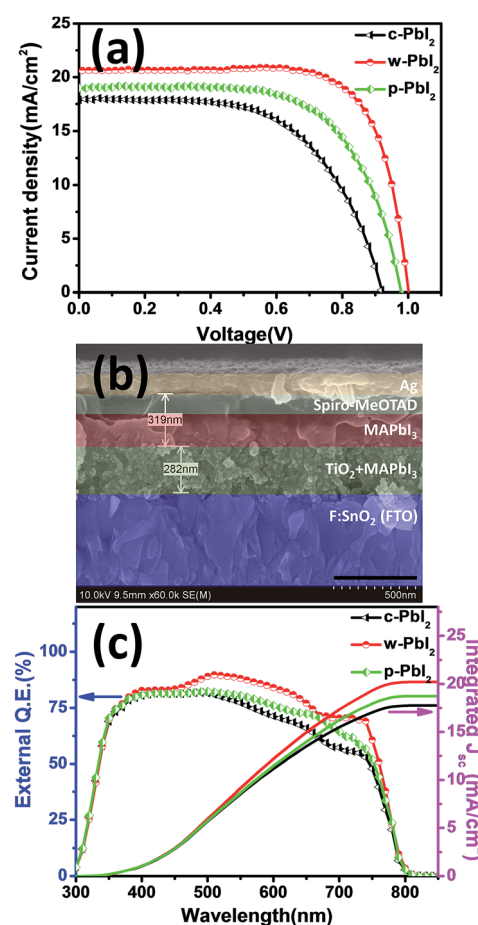 (a)
c-PbI₂
w-PbI₂
p-PbI₂
25
20
15
10
5
0
Current density(mA/cm²)
0.0 0.2 0.4 0.6 0.8 1.0
Voltage(V)
(b)
Ag
Spiro-MeOTAD
319nm
MAPbI₃
282nm
TiO₂+MAPbI₃
F:SnO₂ (FTO)
10.0kV 9.5mm x60.0k SE(M)
500nm
(c)
c-PbI₂
w-PbI₂
p-PbI₂
100
75
50
25
0
External Q.E.(%)
25
20
15
10
5
0
Integrated Jsc (mA/cm²)
300 400 500 600 700 800
Wavelength(nm)